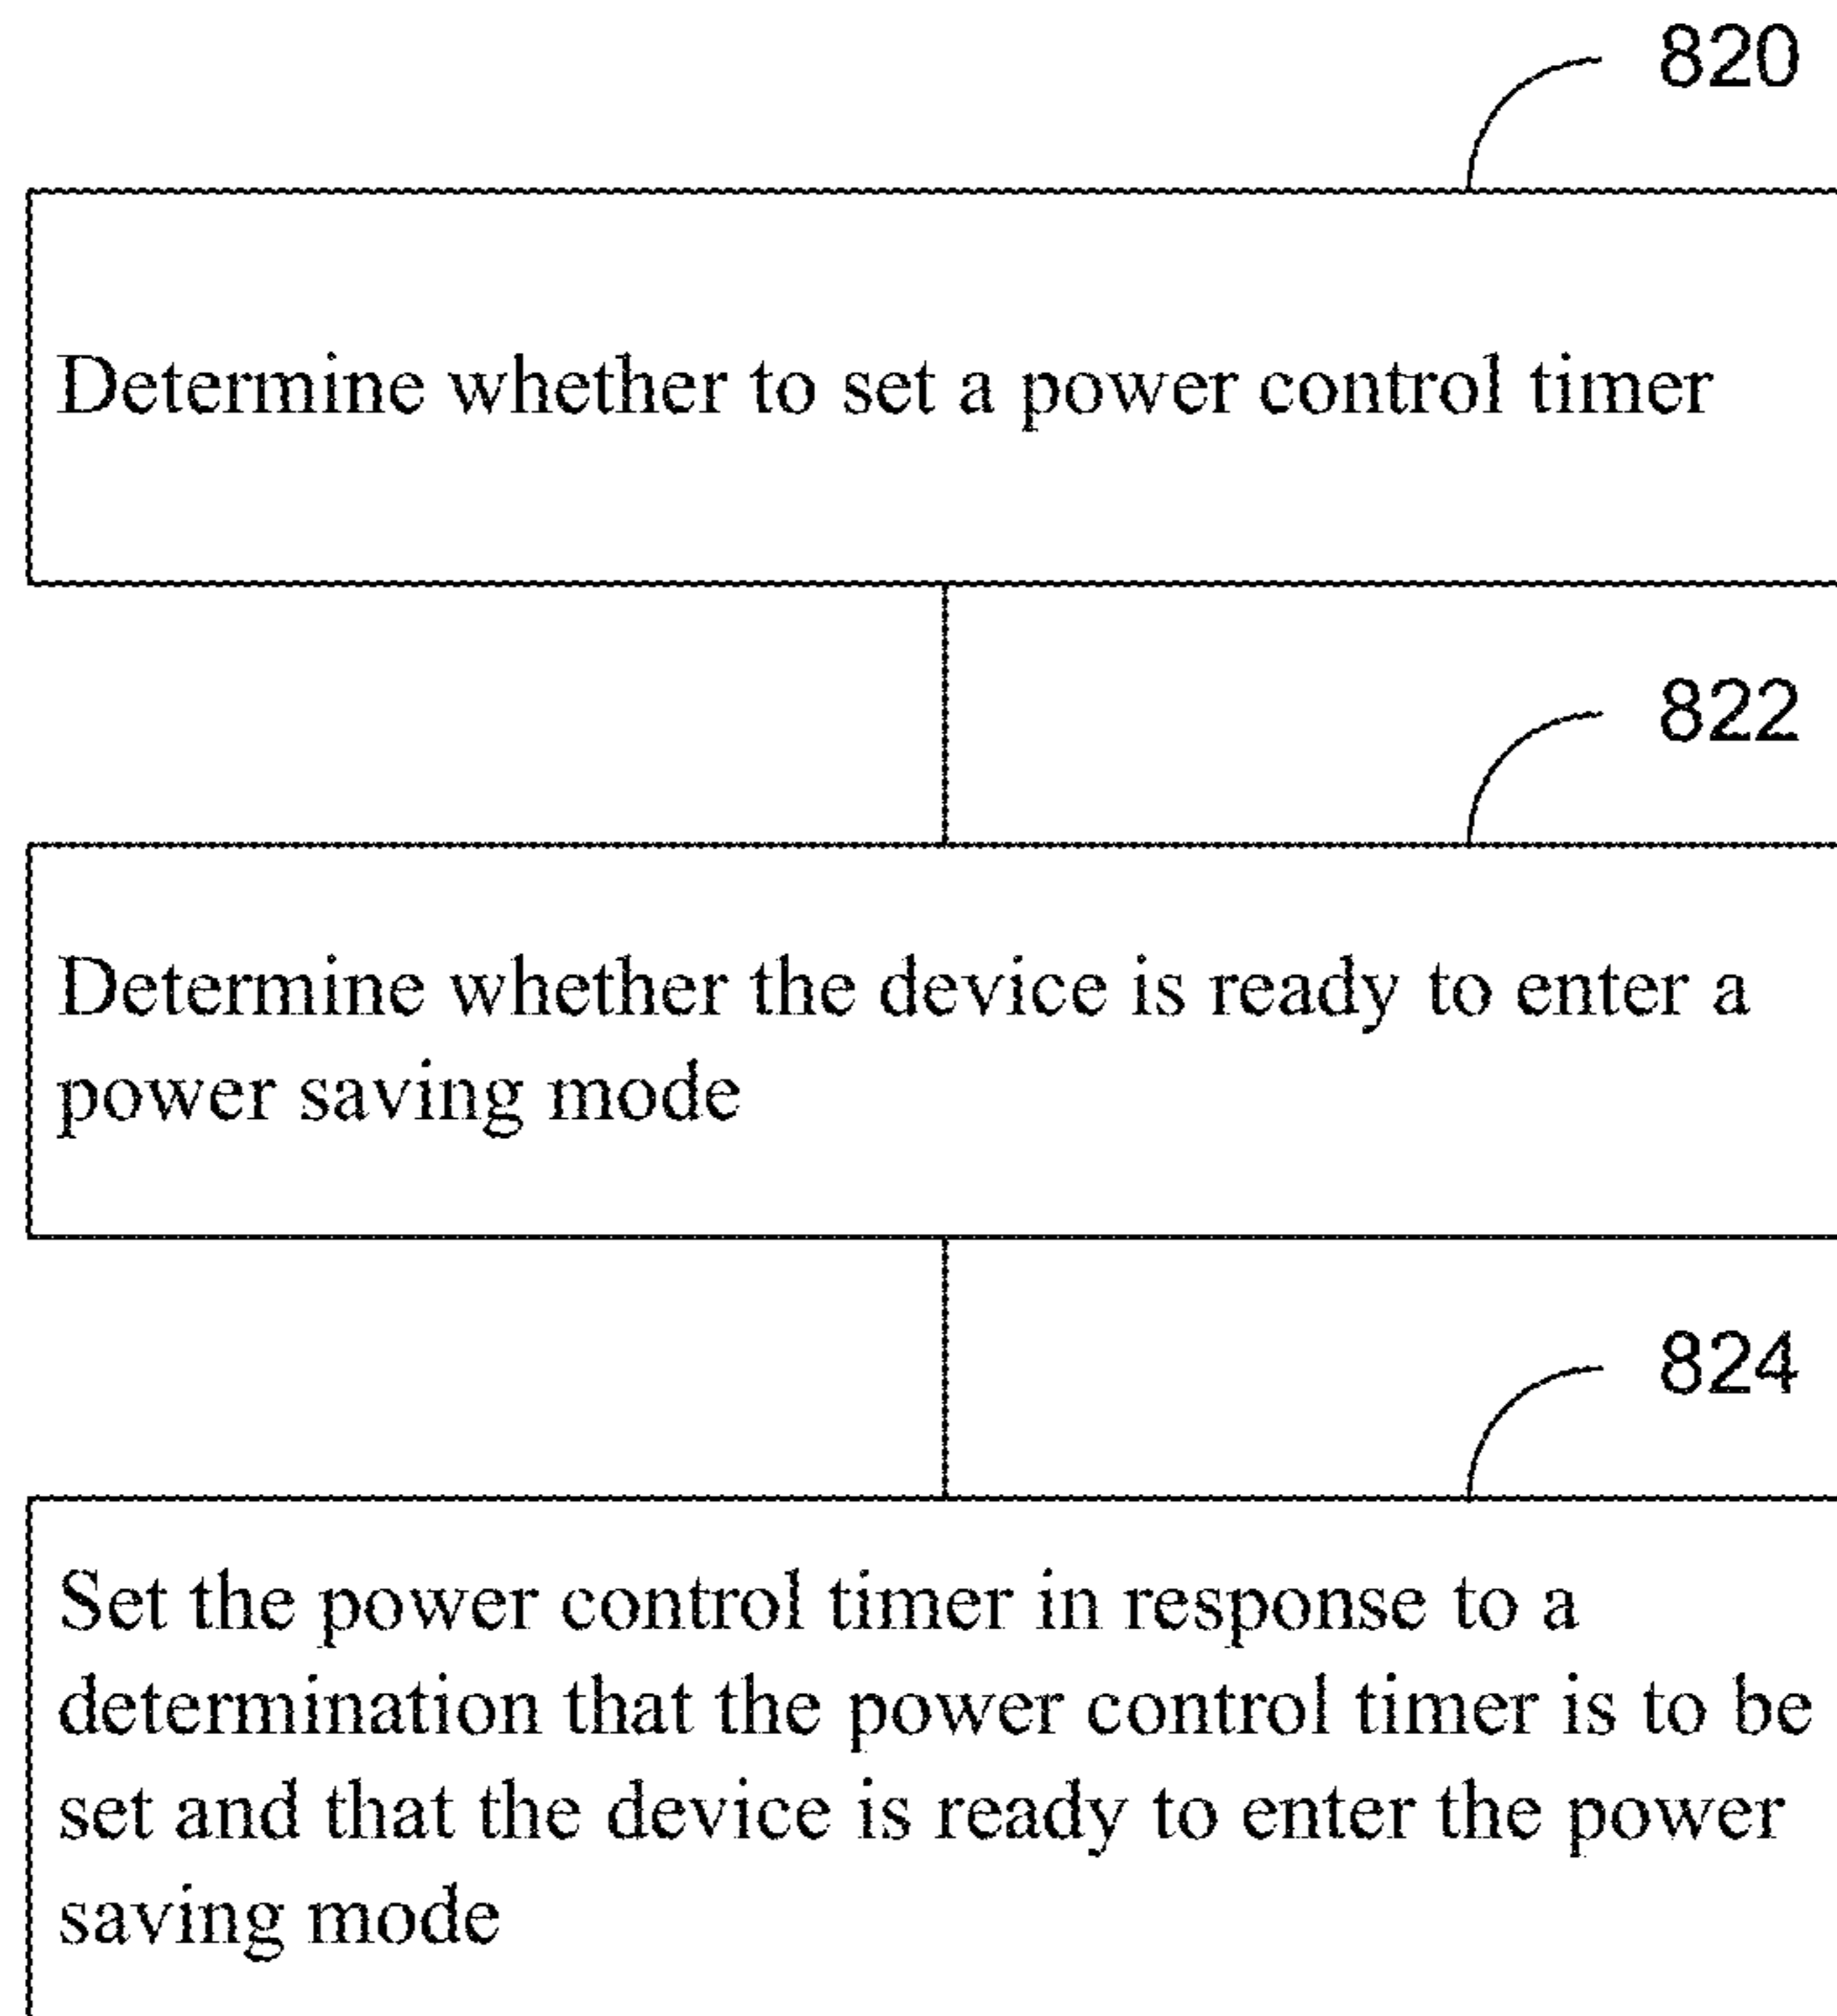 820
Determine whether to set a power control timer
822
Determine whether the device is ready to enter a
power saving mode
824
Set the power control timer in response to a
determination that the power control timer is to be
set and that the device is ready to enter the power
saving mode